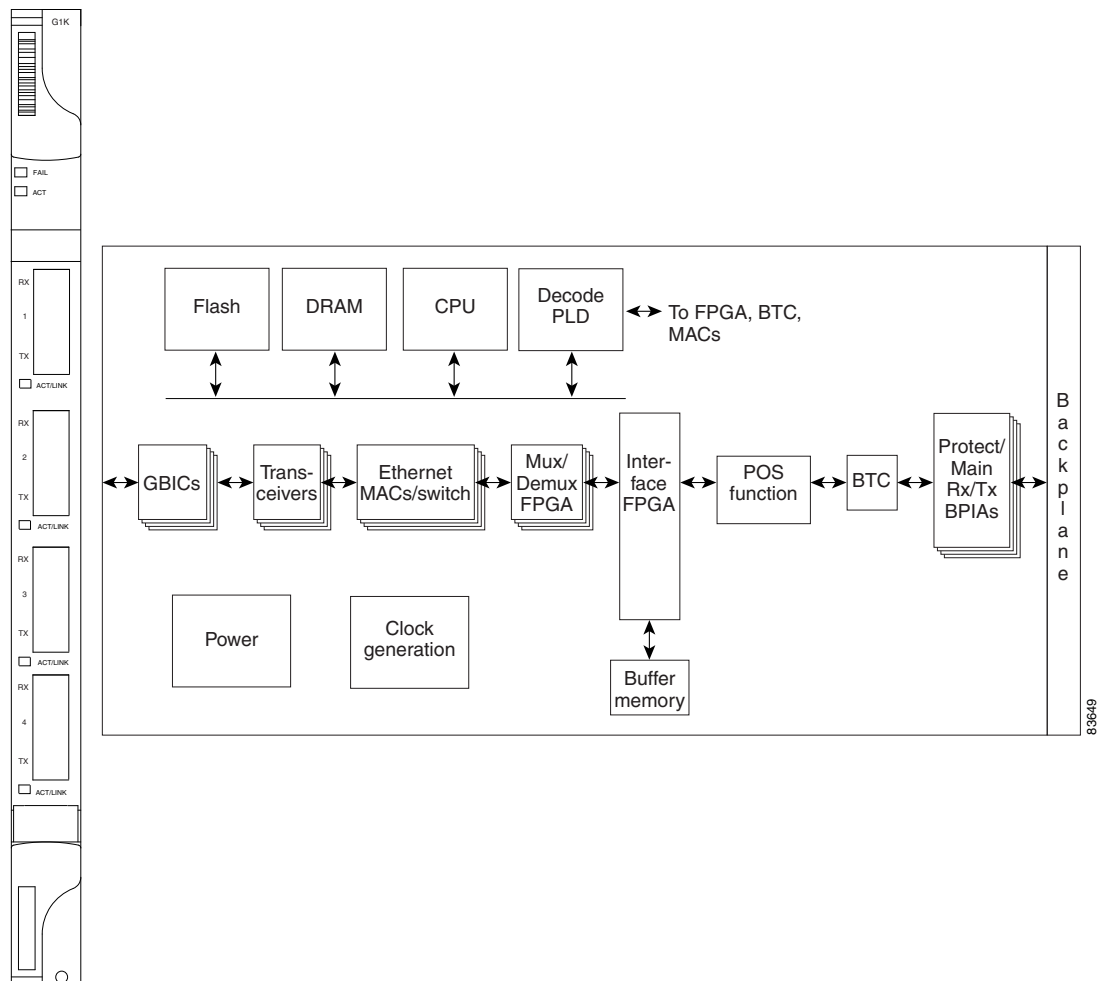 G1K
FAIL
ACT
RX
1
TX
ACT/LINK
RX
2
TX
ACT/LINK
RX
3
TX
ACT/LINK
RX
4
TX
ACT/LINK
Flash
DRAM
CPU
Decode
PLD
To FPGA, BTC,
MACs
GBICs
Trans-
ceivers
Ethernet
MACs/switch
Mux/
Demux
FPGA
Inter-
face
FPGA
POS
function
BTC
Protect/
Main
Rx/Tx
BPIAs
Backplane
Power
Clock
generation
Buffer
memory
83649